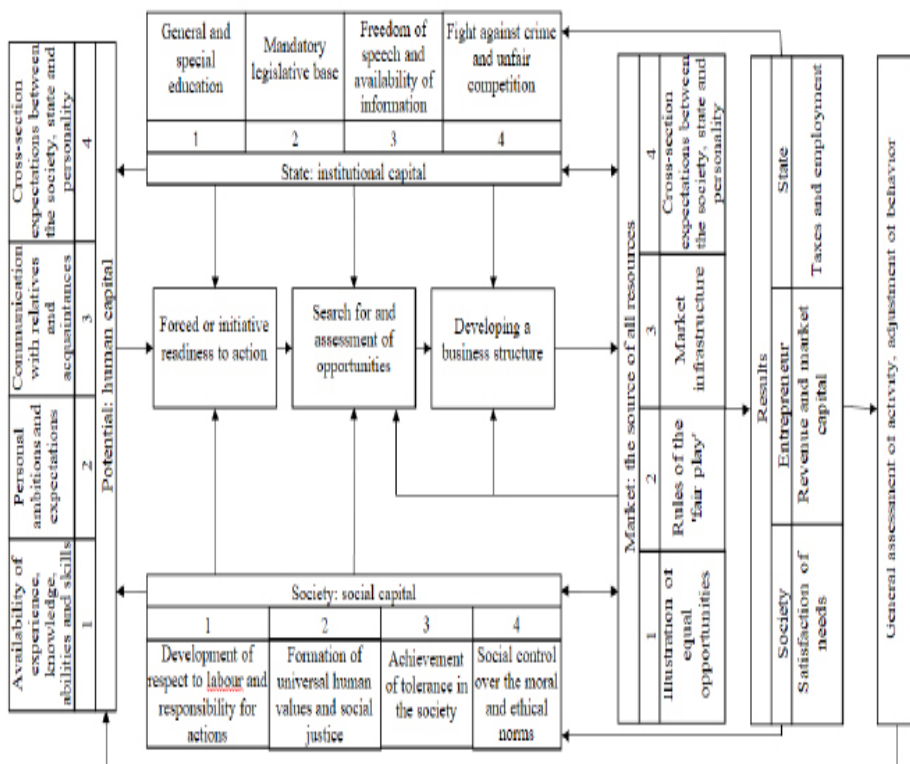 General and
special
education
Mandatory
legislative base
Freedom of
speech and
availability of
information
Fight against crime
and unfair
competition
1
2
3
4
State: institutional capital
Cross-section
expectations between
the society, state and
personality
4
Communication
with relatives
and
acquaintances
3
Personal
ambitions and
expectations
2
Availability of
experience,
knowledge,
abilities and skills
1
Potential: human capital
Forced or initiative
readiness to action
Search for and
assessment of
opportunities
Developing a
business structure
Society: social capital
1
2
3
4
Development of
respect to labour and
responsibility for
actions
Formation of
universal human
values and social
justice
Achievement of
tolerance in
the society
Social control
over the moral
and ethical
norms
Market: the source of all resources
4
Cross-section
expectations between
the society, state and
personality
3
Market
infrastructure
2
Rules of the
'fair play'
1
Illustration of
equal
opportunities
Results
State
Taxes and employment
Entrepreneur
Revenue and market
capital
Society
Satisfaction of
needs
General assessment of activity, adjustment of behavior